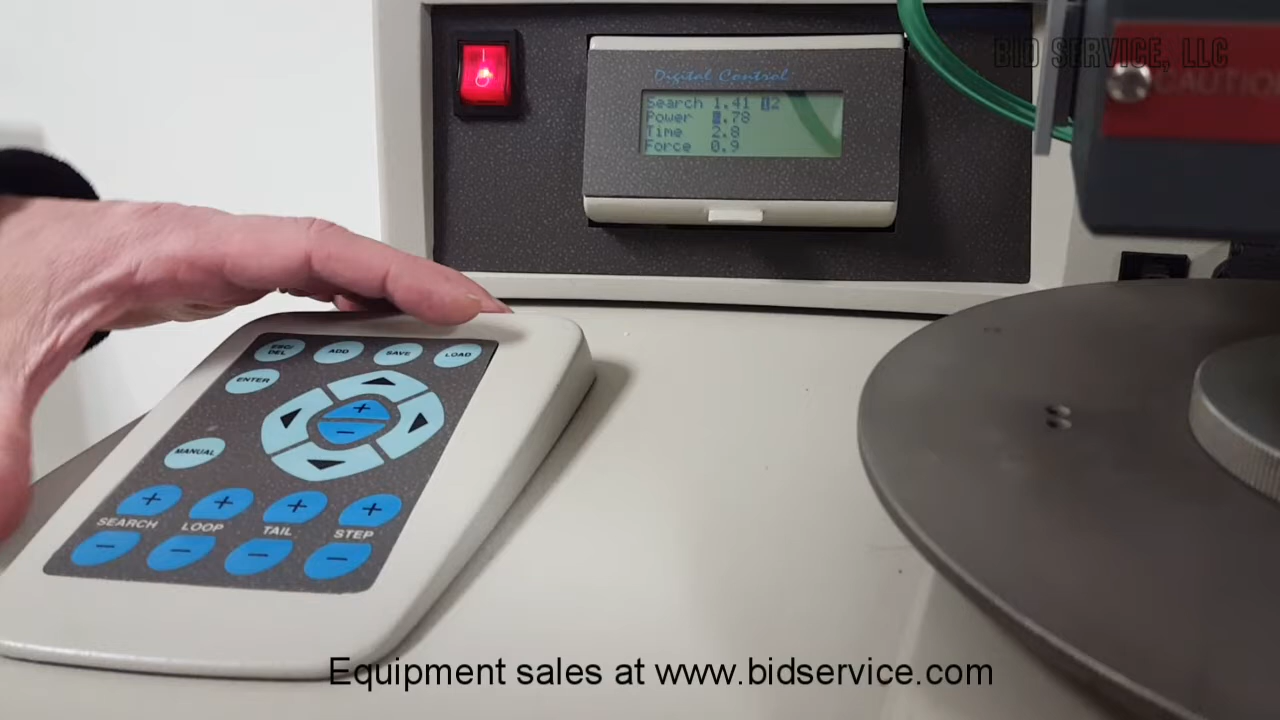 BID SERVICE, LLC
CAUTION
Digital Control
Search 1.41 02
Power 0.78
Time 2.8
Force 0.9
ESC/
DEL
ADD
SAVE
LOAD
ENTER
+
−
MANUAL
+ + + +
SEARCH LOOP TAIL STEP
− − − −
Equipment sales at www.bidservice.com